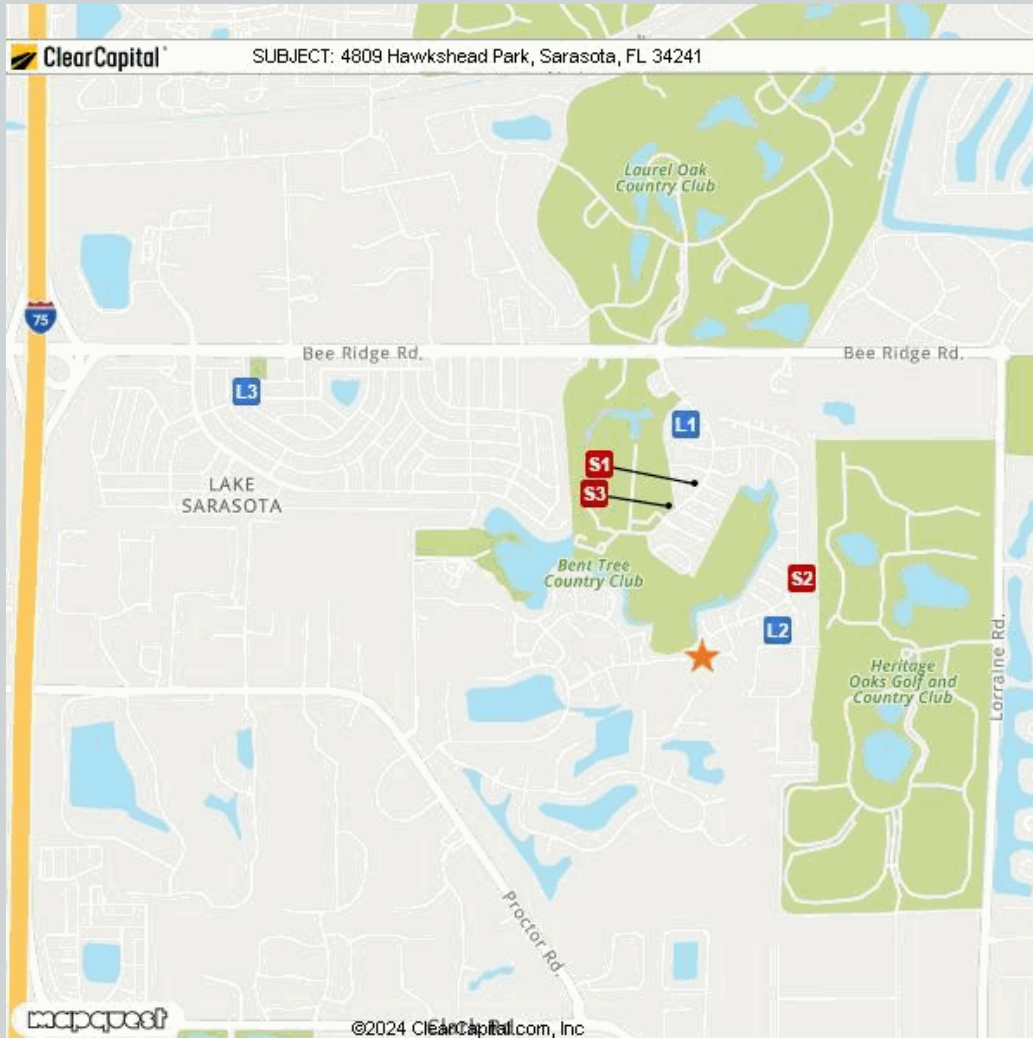 ClearCapital
SUBJECT: 4809 Hawkshead Park, Sarasota, FL 34241
Laurel Oak
Country Club
75
Bee Ridge Rd.
Bee Ridge Rd.
L3
L1
S1
S3
LAKE
SARASOTA
Bent Tree
Country Club
S2
L2
Heritage
Oaks Golf and
Country Club
Lorraine Rd.
Proctor Rd.
mapquest
©2024 ClearCapital.com, Inc